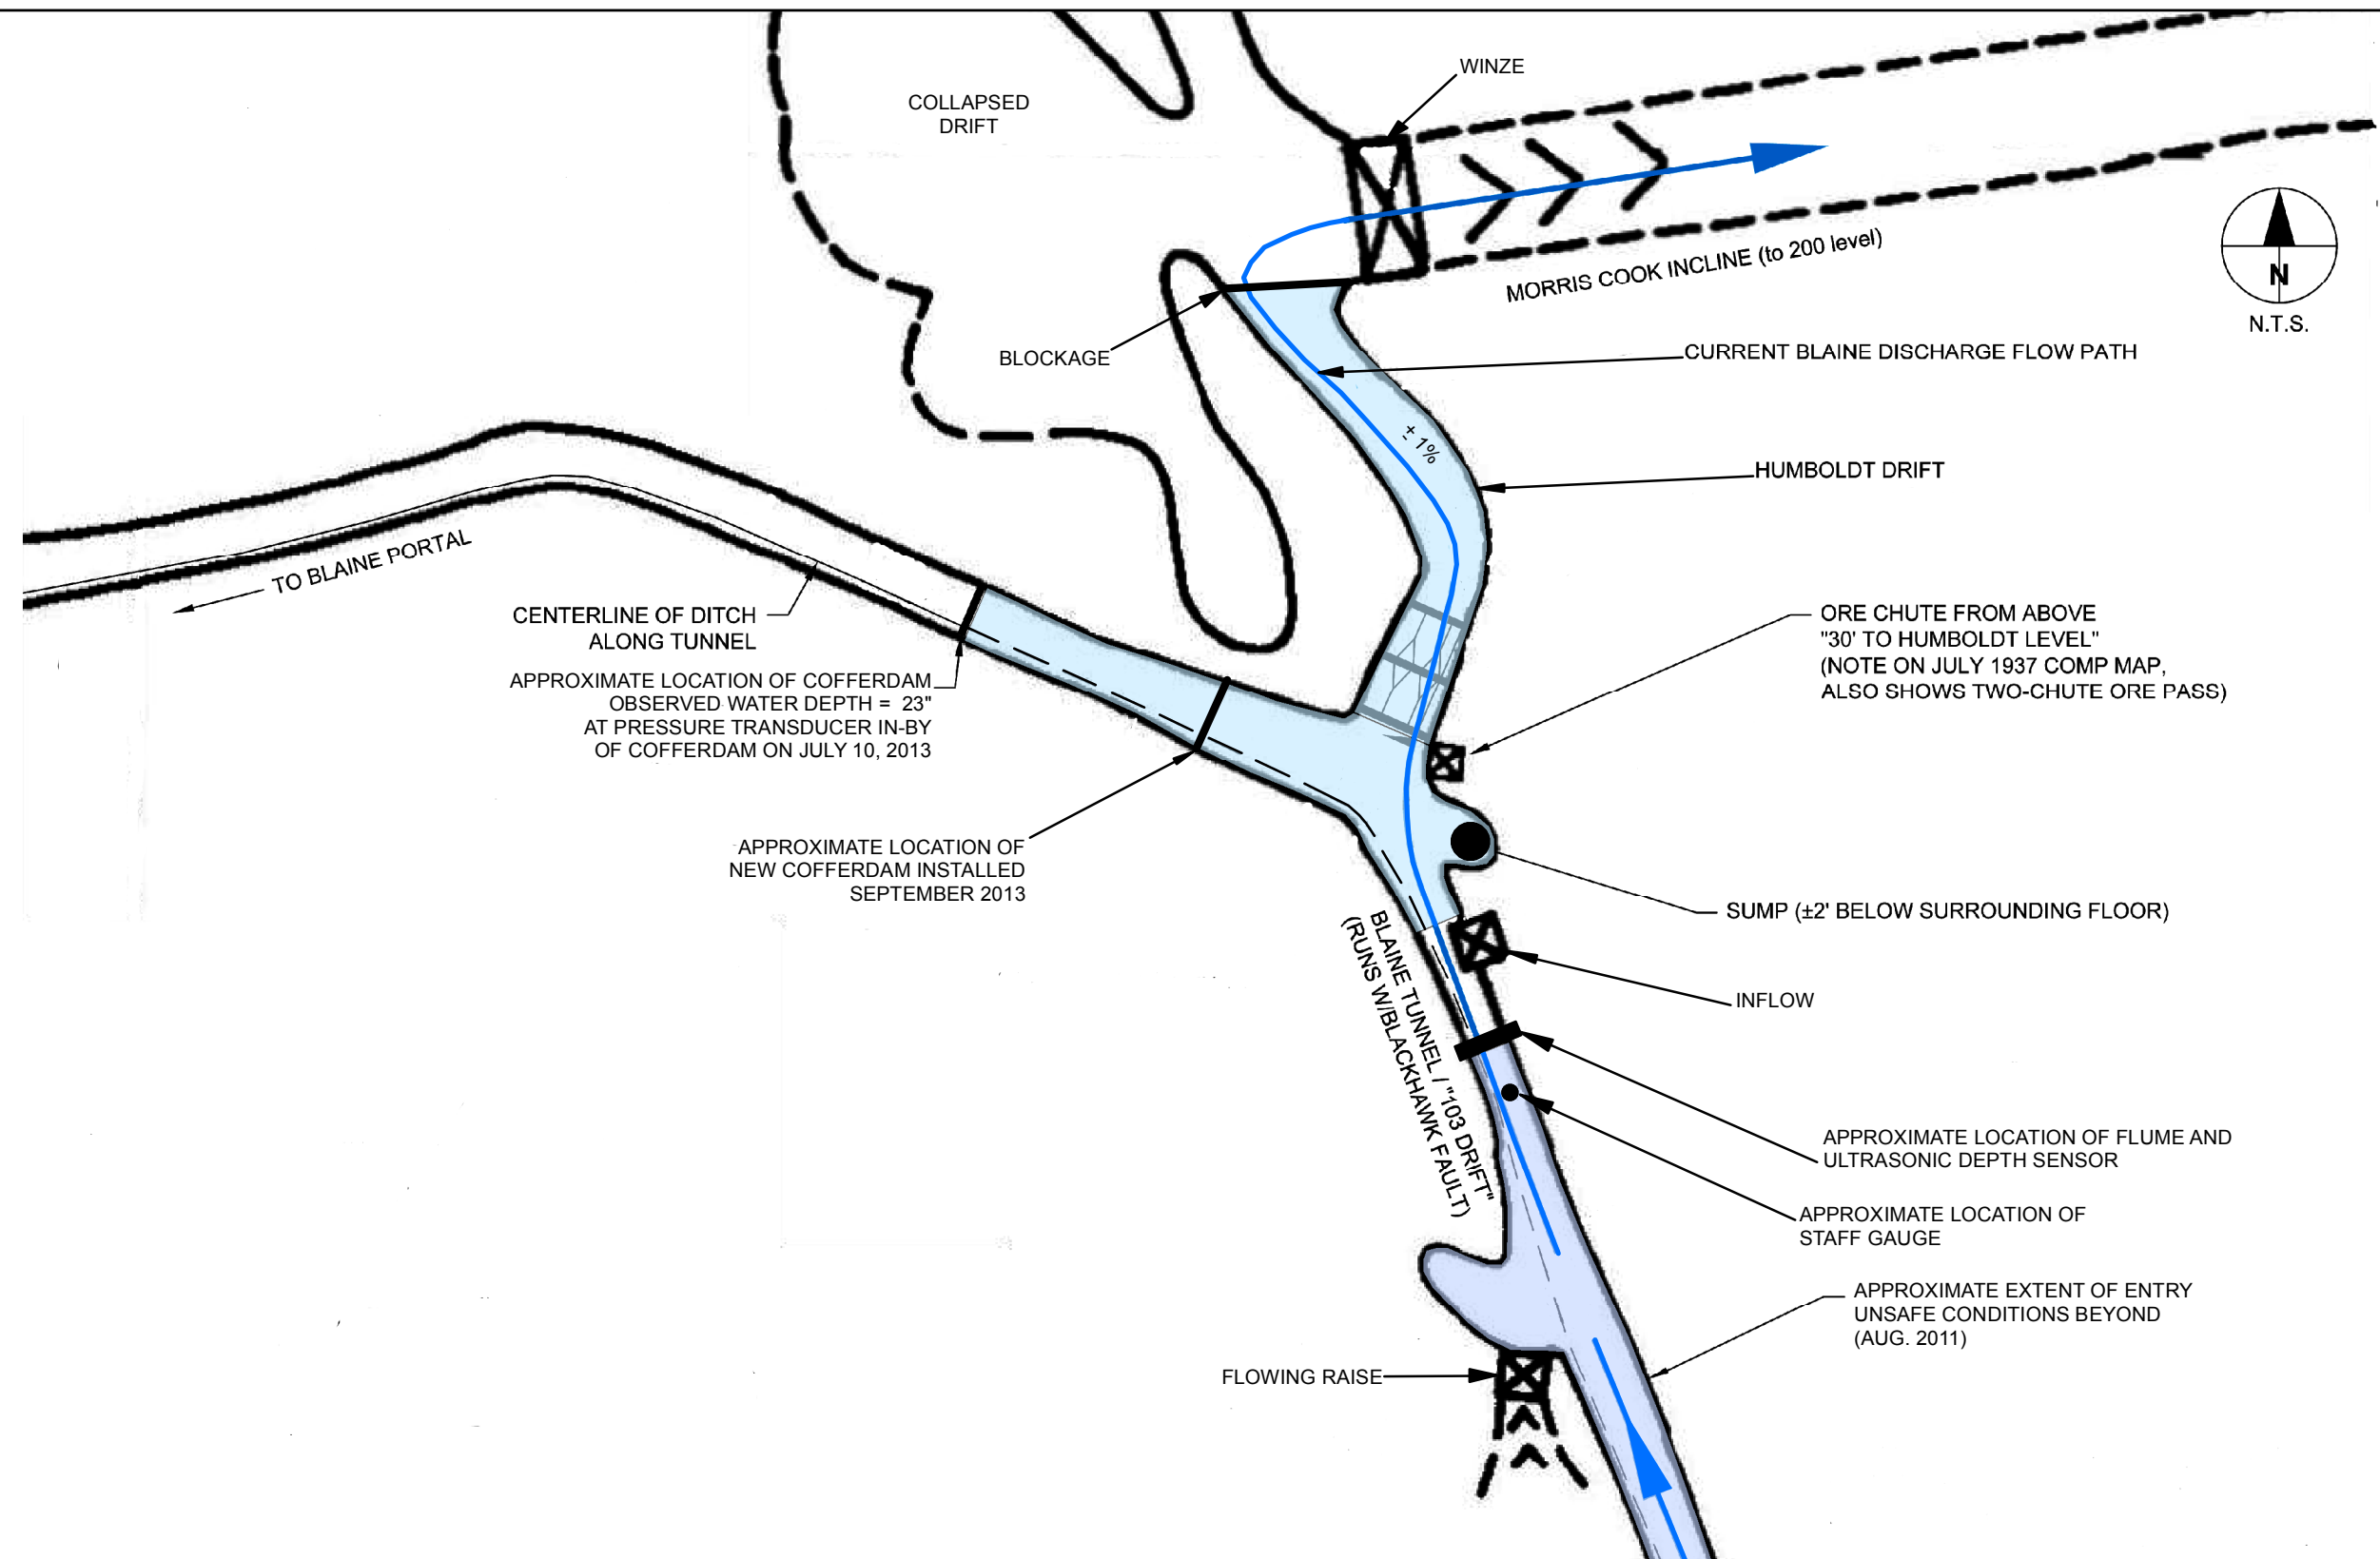 WINZE
COLLAPSED
DRIFT
MORRIS COOK INCLINE (to 200 level)
N
N.T.S.
BLOCKAGE
CURRENT BLAINE DISCHARGE FLOW PATH
± 1%
HUMBOLDT DRIFT
TO BLAINE PORTAL
CENTERLINE OF DITCH
ALONG TUNNEL
ORE CHUTE FROM ABOVE
"30' TO HUMBOLDT LEVEL"
(NOTE ON JULY 1937 COMP MAP,
ALSO SHOWS TWO-CHUTE ORE PASS)
APPROXIMATE LOCATION OF COFFERDAM
OBSERVED WATER DEPTH = 23"
AT PRESSURE TRANSDUCER IN-BY
OF COFFERDAM ON JULY 10, 2013
APPROXIMATE LOCATION OF
NEW COFFERDAM INSTALLED
SEPTEMBER 2013
SUMP (±2' BELOW SURROUNDING FLOOR)
BLAINE TUNNEL / "103 DRIFT"
(RUNS W/BLACKHAWK FAULT)
INFLOW
APPROXIMATE LOCATION OF FLUME AND
ULTRASONIC DEPTH SENSOR
APPROXIMATE LOCATION OF
STAFF GAUGE
APPROXIMATE EXTENT OF ENTRY
UNSAFE CONDITIONS BEYOND
(AUG. 2011)
FLOWING RAISE